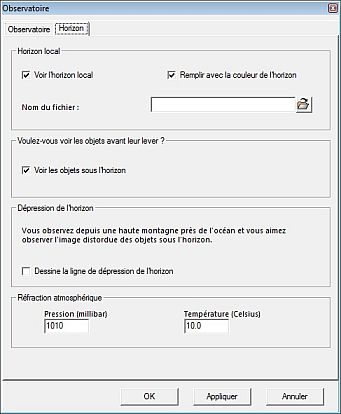 Observatoire
Observatoire Horizon
Horizon local
Voir l'horizon local Remplir avec la couleur de l'horizon
Nom du fichier :
Voulez-vous voir les objets avant leur lever ?
Voir les objets sous l'horizon
Dépression de l'horizon
Vous observez depuis une haute montagne près de l'océan et vous aimez
observer l'image distordue des objets sous l'horizon.
Dessine la ligne de dépression de l'horizon
Réfraction atmosphérique
Pression (millibar) Température (Celsius)
1010 10.0
OK Appliquer Annuler